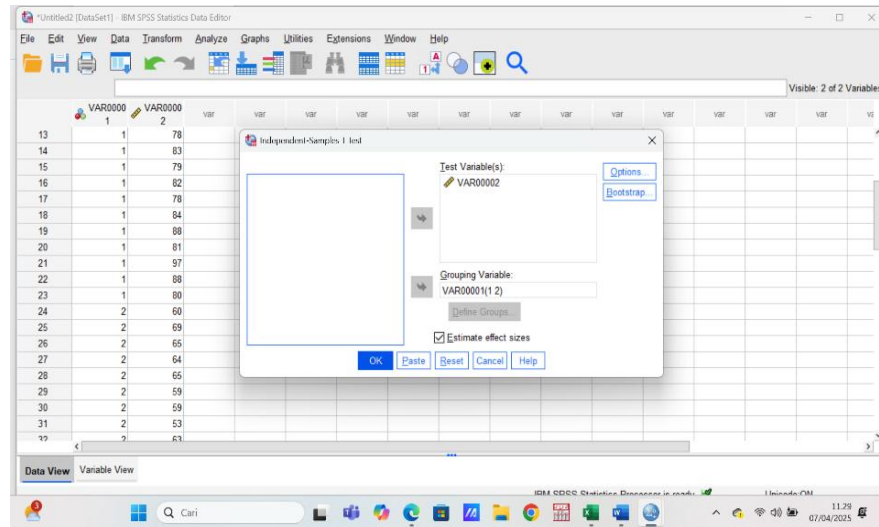 *Untitled2 [DataSet1] - IBM SPSS Statistics Data Editor
File Edit View Data Transform Analyze Graphs Utilities Extensions Window Help
Visible: 2 of 2 Variables
VAR00001 VAR00002 var var var var var var var var var var var
13 1 78
14 1 83
15 1 79
16 1 82
17 1 78
18 1 84
19 1 88
20 1 81
21 1 97
22 1 88
23 1 80
24 2 60
25 2 69
26 2 65
27 2 64
28 2 65
29 2 59
30 2 59
31 2 53
32 2 63
Independent-Samples T Test
Test Variable(s):
VAR00002
Options...
Bootstrap...
Grouping Variable:
VAR00001(1 2)
Define Groups...
Estimate effect sizes
OK Paste Reset Cancel Help
Data View Variable View
IBM SPSS Statistics Processor is ready Unicode:ON
Cari
11.29
07/04/2025